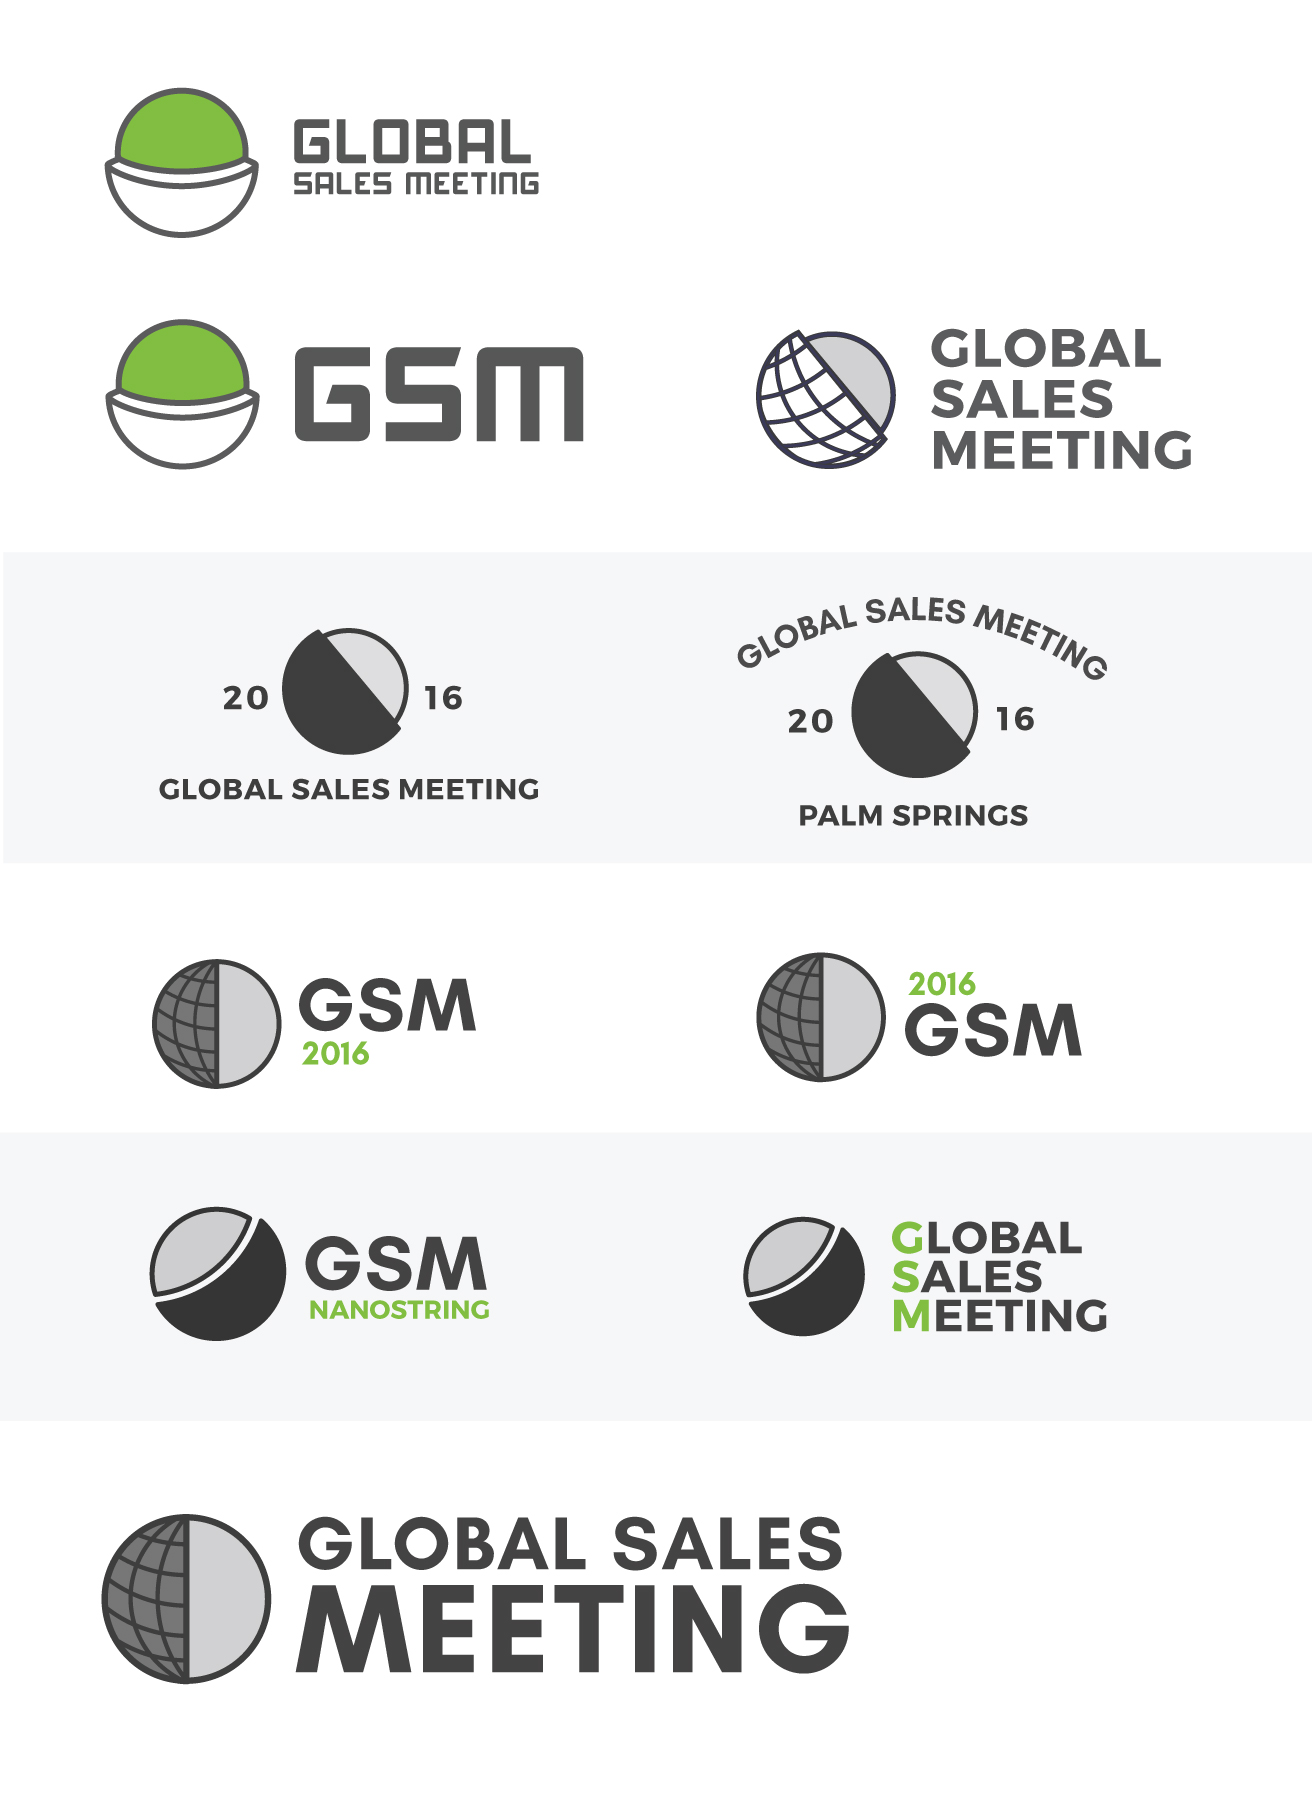 GLOBAL
SALES MEETING
GSM
GLOBAL
SALES
MEETING
20 16
GLOBAL SALES MEETING
GLOBAL SALES MEETING
20 16
PALM SPRINGS
GSM
2016
2016
GSM
GSM
NANOSTRING
GLOBAL
SALES
MEETING
GLOBAL SALES
MEETING